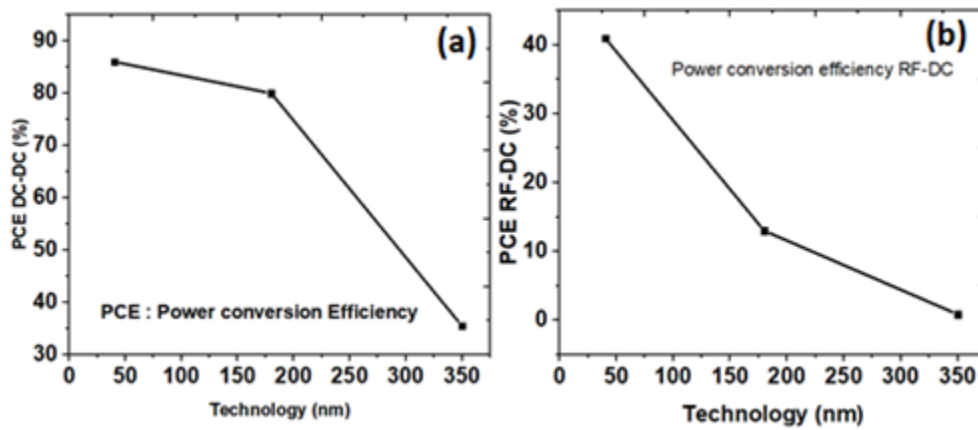 (a)
90
80
70
60
50
40
30
PCE DC-DC (%)
PCE : Power conversion Efficiency
0 50 100 150 200 250 300 350
Technology (nm)
(b)
Power conversion efficiency RF-DC
40
30
20
10
0
PCE RF-DC (%)
0 50 100 150 200 250 300 350
Technology (nm)